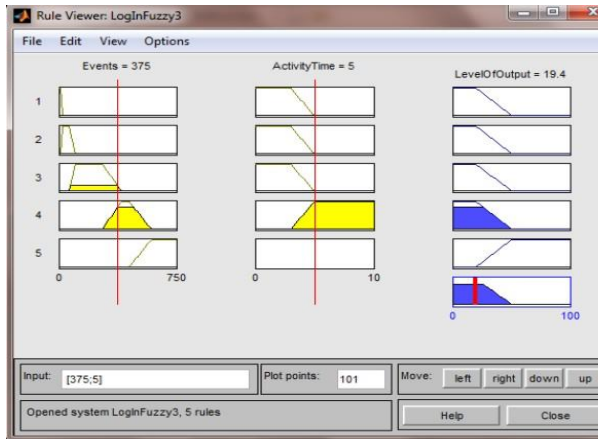 Rule Viewer: LogInFuzzy3
File Edit View Options
Events = 375
ActivityTime = 5
LevelOfOutput = 19.4
1
2
3
4
5
0 750
0 10
0 100
Input: [375;5]
Plot points: 101
Move: left right down up
Opened system LogInFuzzy3, 5 rules
Help Close